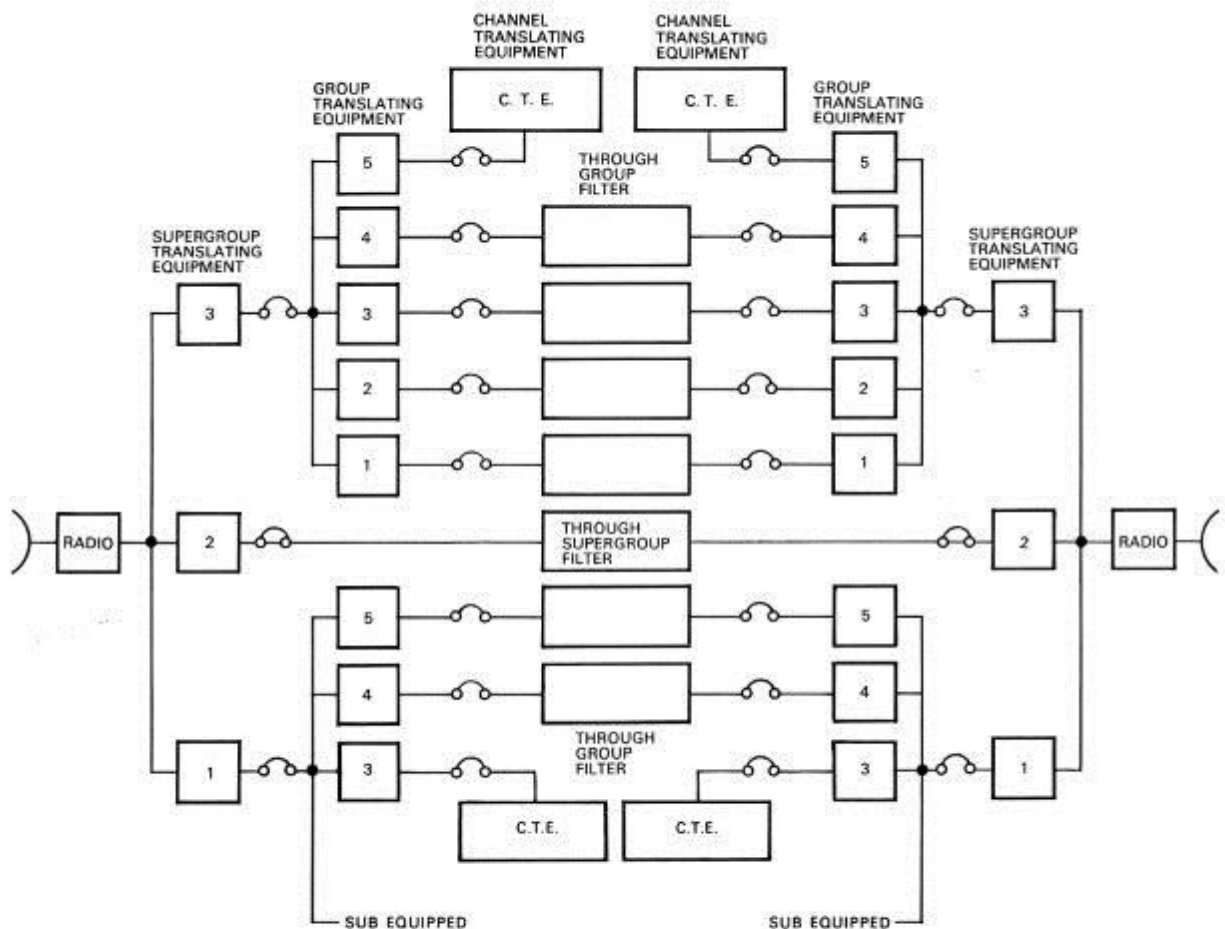 CHANNEL
TRANSLATING
EQUIPMENT
CHANNEL
TRANSLATING
EQUIPMENT
C. T. E.
C. T. E.
GROUP
TRANSLATING
EQUIPMENT
GROUP
TRANSLATING
EQUIPMENT
5
THROUGH
GROUP
FILTER
5
4
4
SUPERGROUP
TRANSLATING
EQUIPMENT
SUPERGROUP
TRANSLATING
EQUIPMENT
3
3
3
3
2
2
1
1
RADIO
2
THROUGH
SUPERGROUP
FILTER
2
RADIO
5
5
4
4
THROUGH
GROUP
FILTER
1
3
3
1
C.T.E.
C.T.E.
SUB EQUIPPED
SUB EQUIPPED